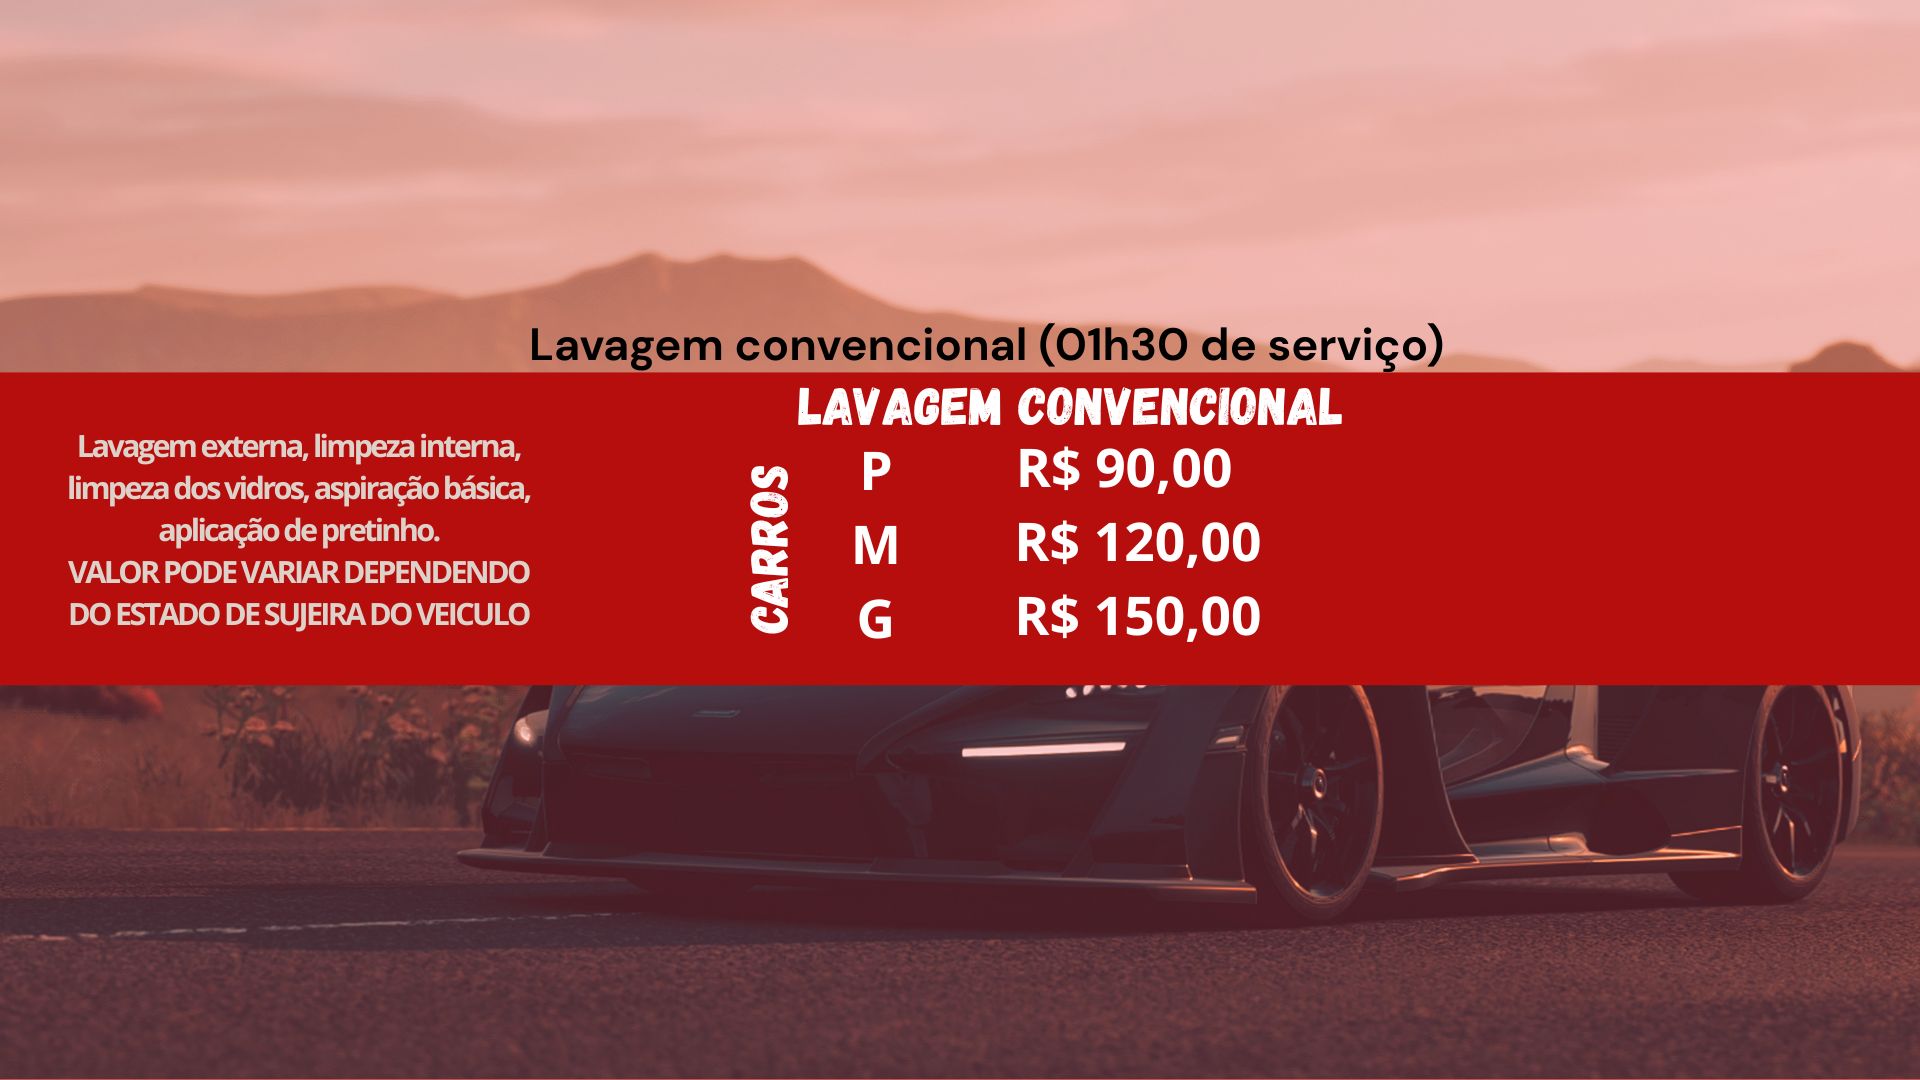 Lavagem convencional (01h30 de serviço)
Lavagem externa, limpeza interna,
limpeza dos vidros, aspiração básica,
aplicação de pretinho.
VALOR PODE VARIAR DEPENDENDO
DO ESTADO DE SUJEIRA DO VEICULO
LAVAGEM CONVENCIONAL
CARROS
P R$ 90,00
M R$ 120,00
G R$ 150,00